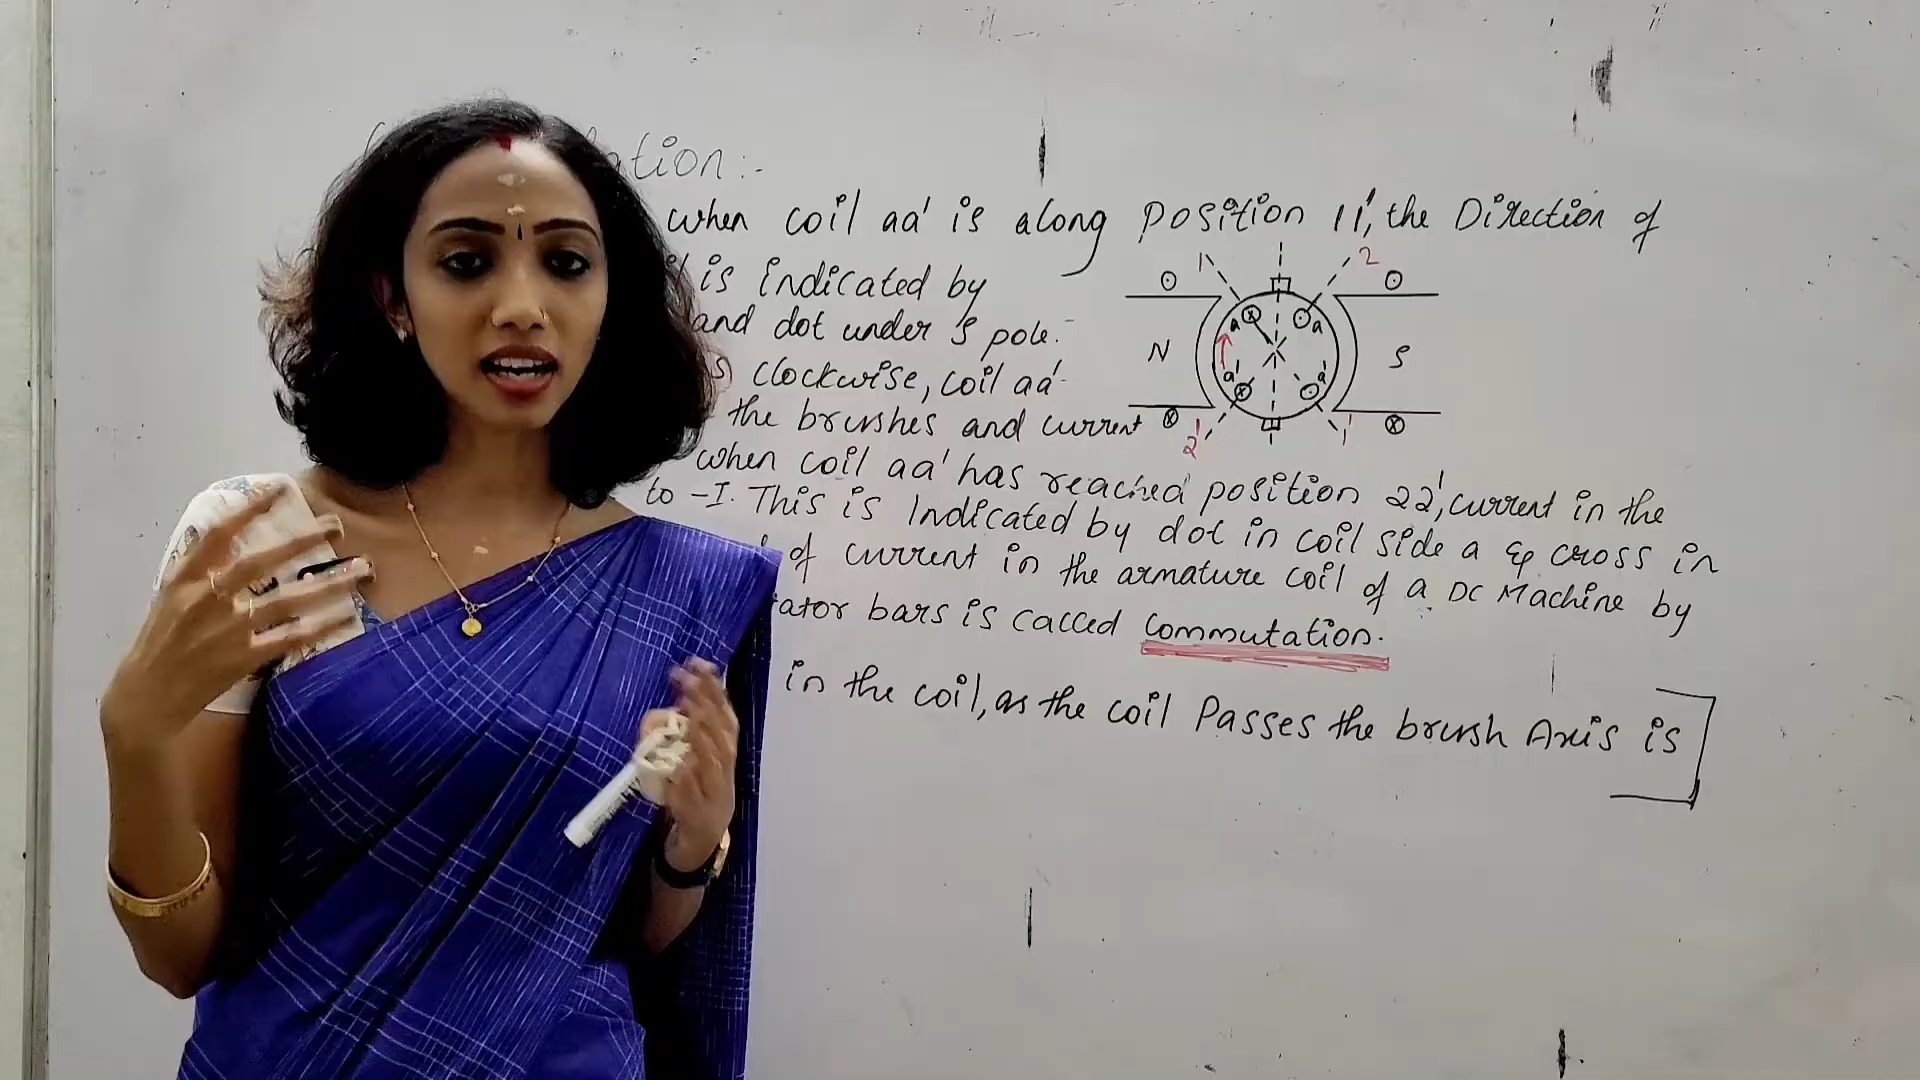 when coil aa' is along Position 11', the Direction of
is indicated by
and dot under S pole.
clockwise, coil aa'
the brushes and current
when coil aa' has reached position 22', current in the
to -I. This is Indicated by dot in coil side a & cross in
of current in the armature coil of a DC Machine by
bars is called Commutation.
in the coil, as the coil Passes the brush Axis is
1 2
N S
a a
a' a'
2' 1'